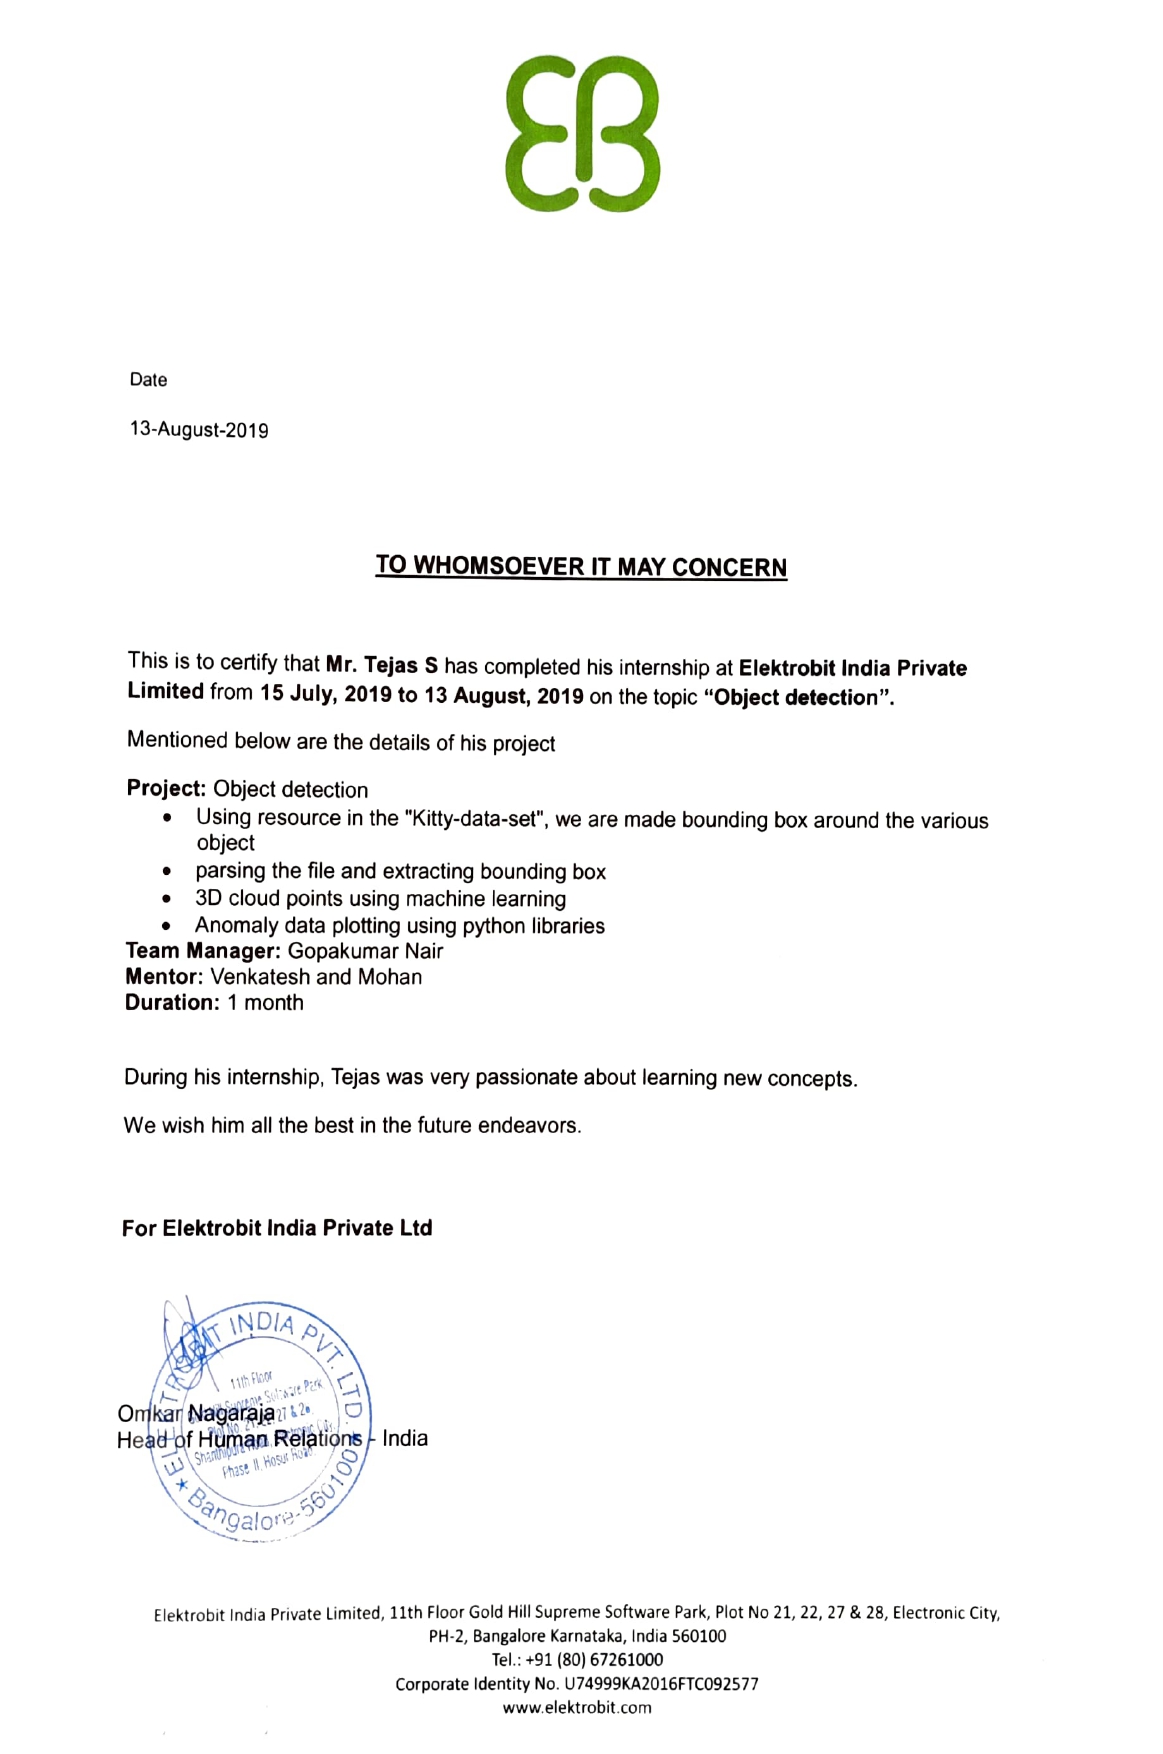 EB
Date
13-August-2019
TO WHOMSOEVER IT MAY CONCERN
This is to certify that Mr. Tejas S has completed his internship at Elektrobit India Private
Limited from 15 July, 2019 to 13 August, 2019 on the topic “Object detection”.
Mentioned below are the details of his project
Project: Object detection
• Using resource in the "Kitty-data-set", we are made bounding box around the various
object
• parsing the file and extracting bounding box
• 3D cloud points using machine learning
• Anomaly data plotting using python libraries
Team Manager: Gopakumar Nair
Mentor: Venkatesh and Mohan
Duration: 1 month
During his internship, Tejas was very passionate about learning new concepts.
We wish him all the best in the future endeavors.
For Elektrobit India Private Ltd
ELEKTROBIT INDIA PVT. LTD.
11th Floor
Supreme Software Park
Plot No. 21, 22, 27 &
Phase II, Hosur Road
★ Bangalore-560100 ★
Omkar Nagaraja
Head of Human Relations - India
Elektrobit India Private Limited, 11th Floor Gold Hill Supreme Software Park, Plot No 21, 22, 27 & 28, Electronic City,
PH-2, Bangalore Karnataka, India 560100
Tel.: +91 (80) 67261000
Corporate Identity No. U74999KA2016FTC092577
www.elektrobit.com